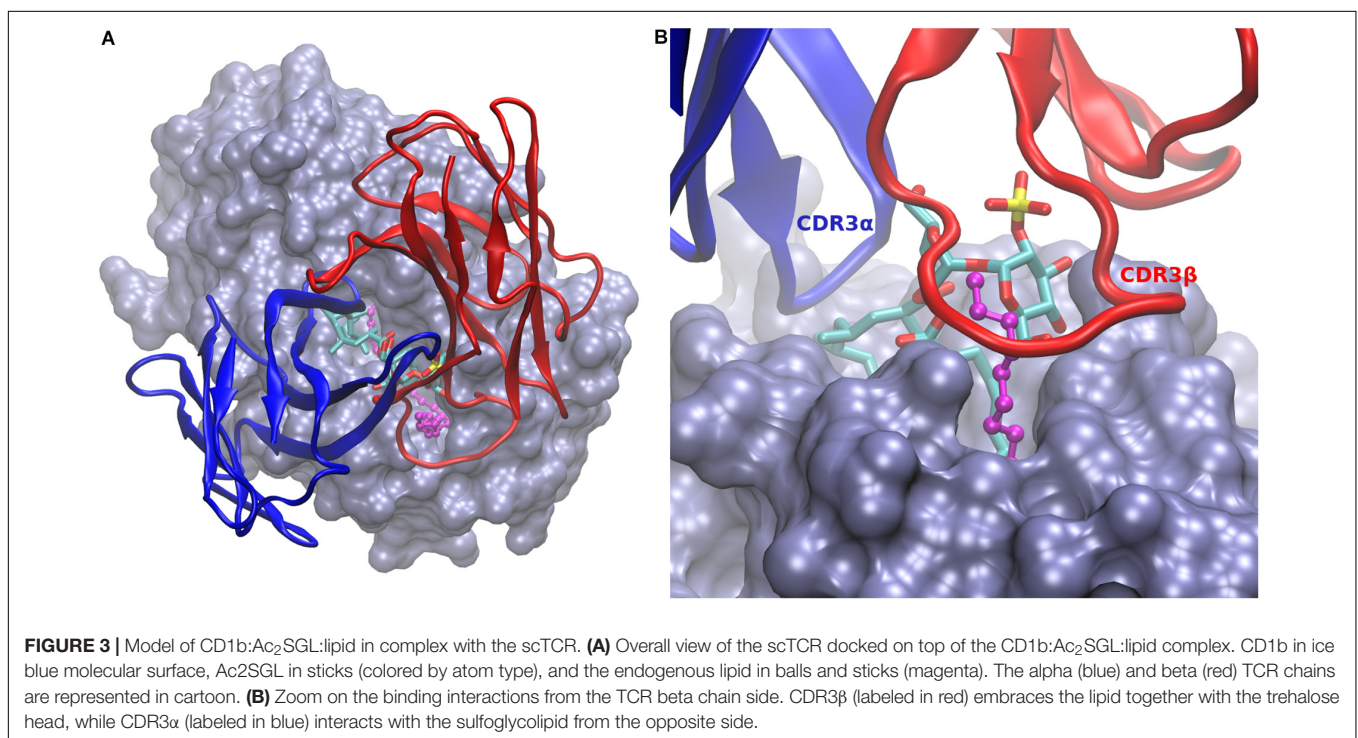 A
B
CDR3α
CDR3β
FIGURE 3 | Model of CD1b:Ac₂SGL:lipid in complex with the scTCR. (A) Overall view of the scTCR docked on top of the CD1b:Ac₂SGL:lipid complex. CD1b in ice
blue molecular surface, Ac2SGL in sticks (colored by atom type), and the endogenous lipid in balls and sticks (magenta). The alpha (blue) and beta (red) TCR chains
are represented in cartoon. (B) Zoom on the binding interactions from the TCR beta chain side. CDR3β (labeled in red) embraces the lipid together with the trehalose
head, while CDR3α (labeled in blue) interacts with the sulfoglycolipid from the opposite side.